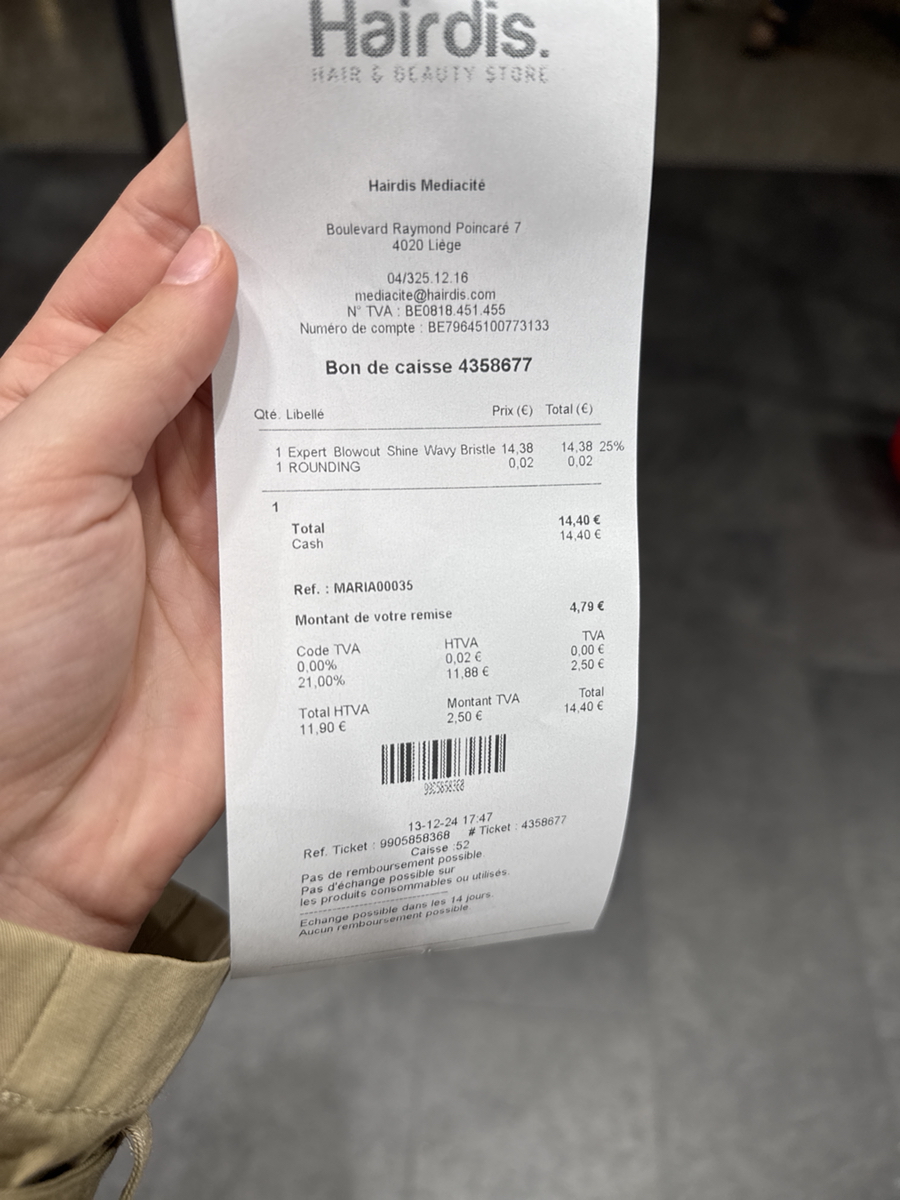 Hairdis.
HAIR & BEAUTY STORE
Hairdis Mediacité
Boulevard Raymond Poincaré 7
4020 Liège
04/325.12.16
mediacite@hairdis.com
N° TVA : BE0818.451.455
Numéro de compte : BE79645100773133
Bon de caisse 4358677
Qté. Libellé Prix (€) Total (€)
1 Expert Blowout Shine Wavy Bristle 14,38 14,38 25%
1 ROUNDING 0,02 0,02
1
Total 14,40 €
Cash 14,40 €
Ref. : MARIA00035
Montant de votre remise 4,79 €
Code TVA HTVA TVA
0,00% 0,02 € 0,00 €
21,00% 11,88 € 2,50 €
Total HTVA Montant TVA Total
11,90 € 2,50 € 14,40 €
9905858368
13-12-24 17:47
Ref. Ticket : 9905858368 # Ticket : 4358677
Caisse :52
Pas de remboursement possible
Pas d'échange possible sur
les produits consommables ou utilisés.
Echange possible dans les 14 jours.
Aucun remboursement possible